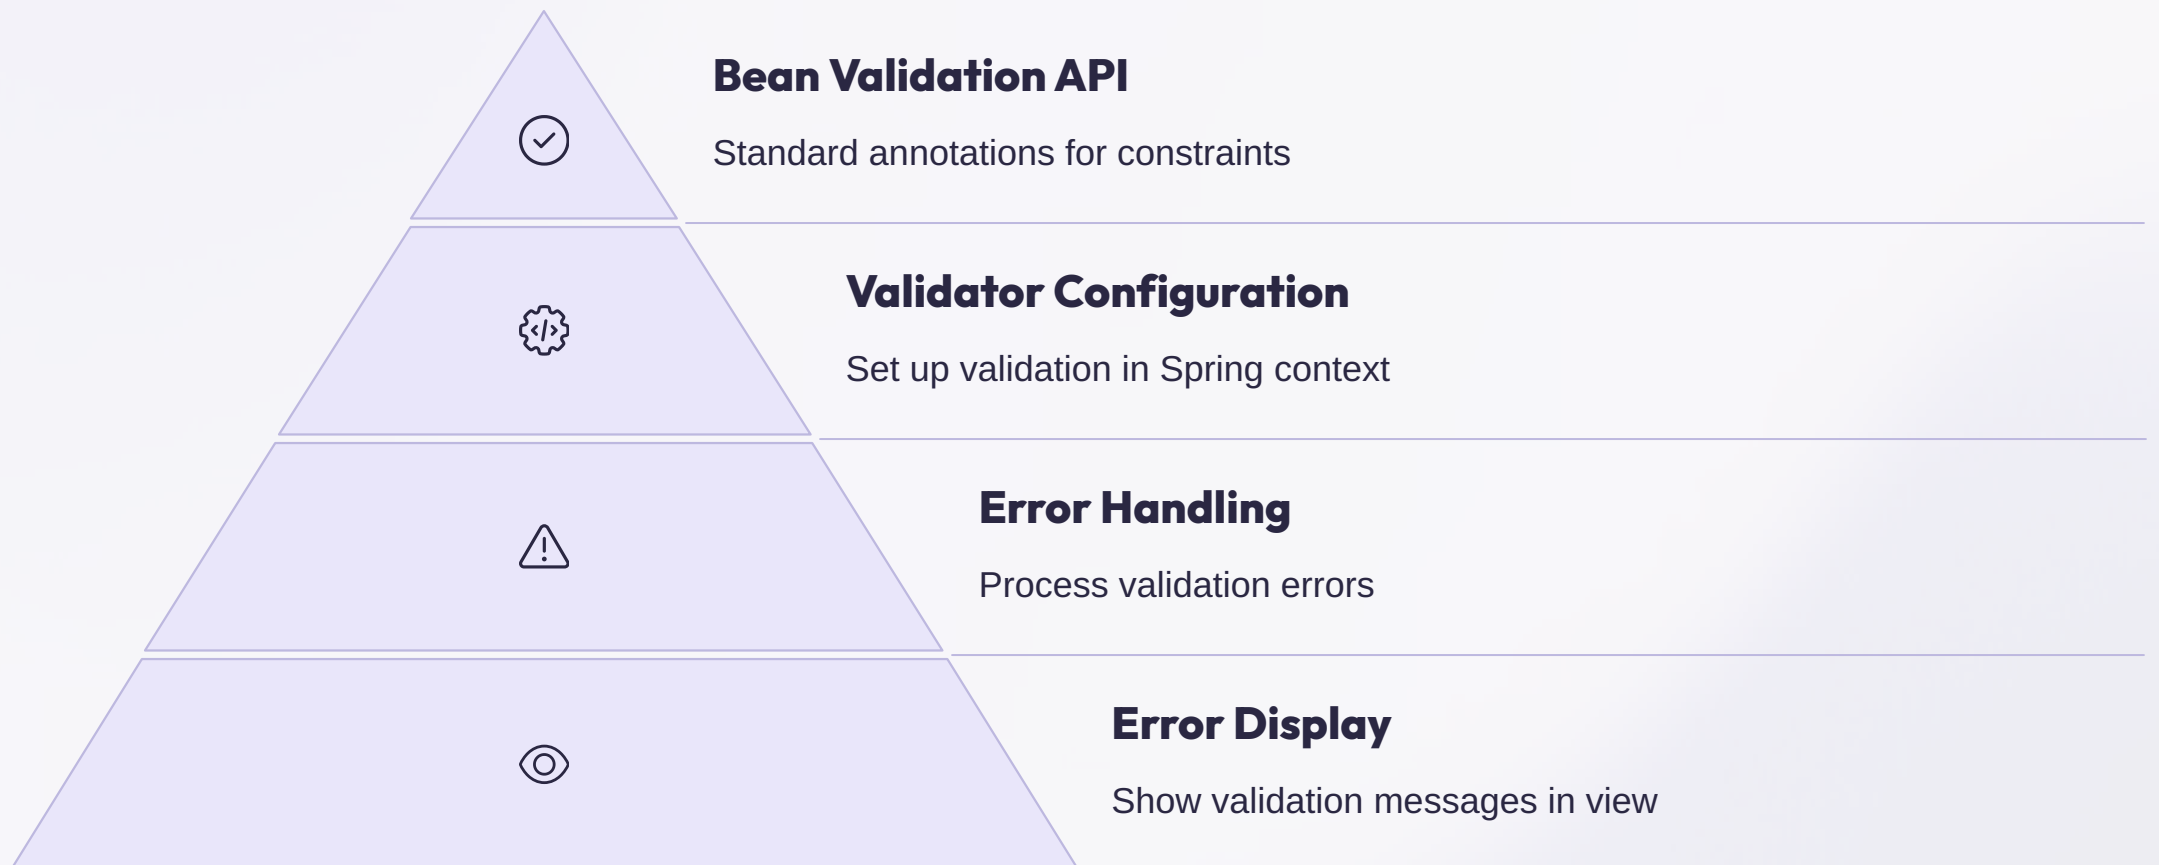 Bean Validation API
Standard annotations for constraints
Validator Configuration
Set up validation in Spring context
Error Handling
Process validation errors
Error Display
Show validation messages in view